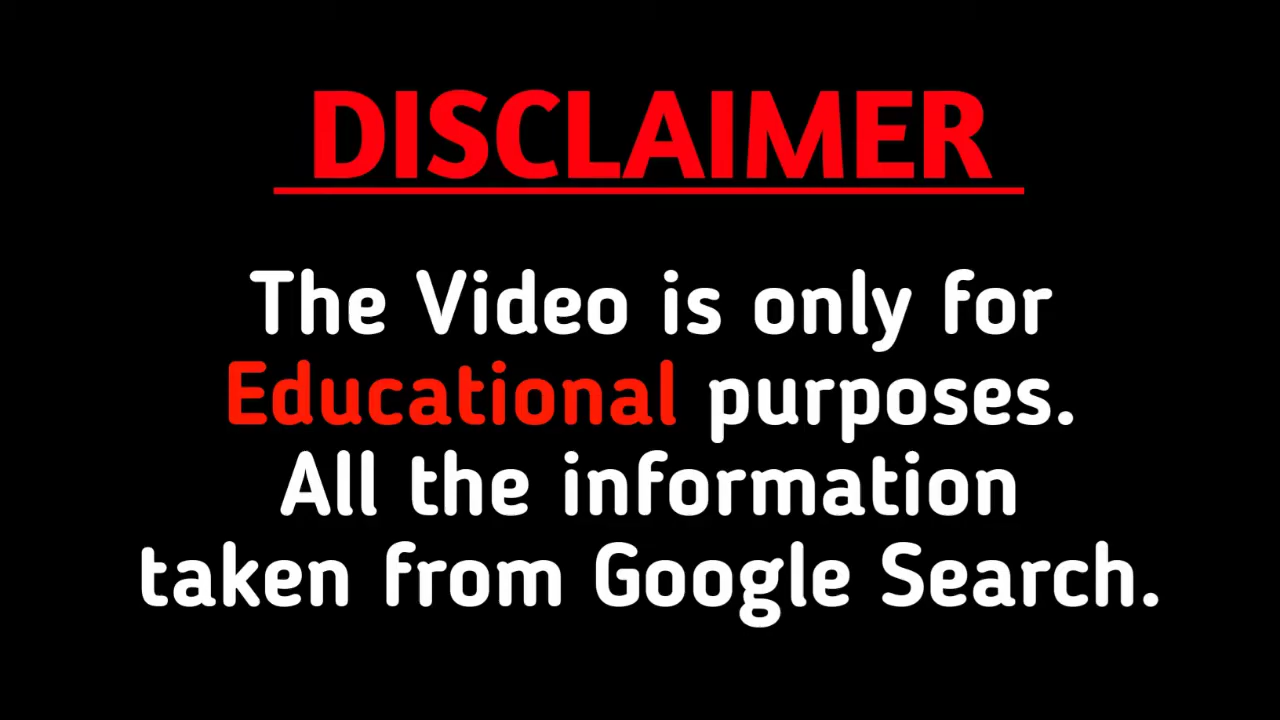 DISCLAIMER
The Video is only for
Educational purposes.
All the information
taken from Google Search.